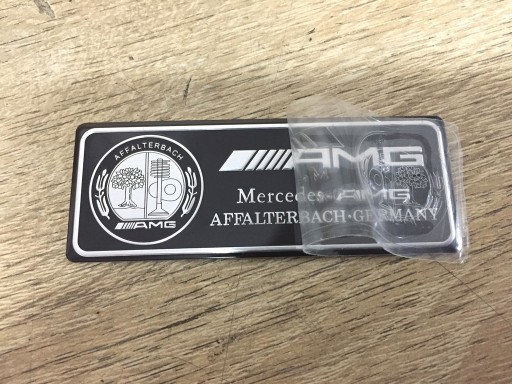 AFFALTERBACH
AMG
AMG
Mercedes-AMG
AFFALTERBACH·GERMANY